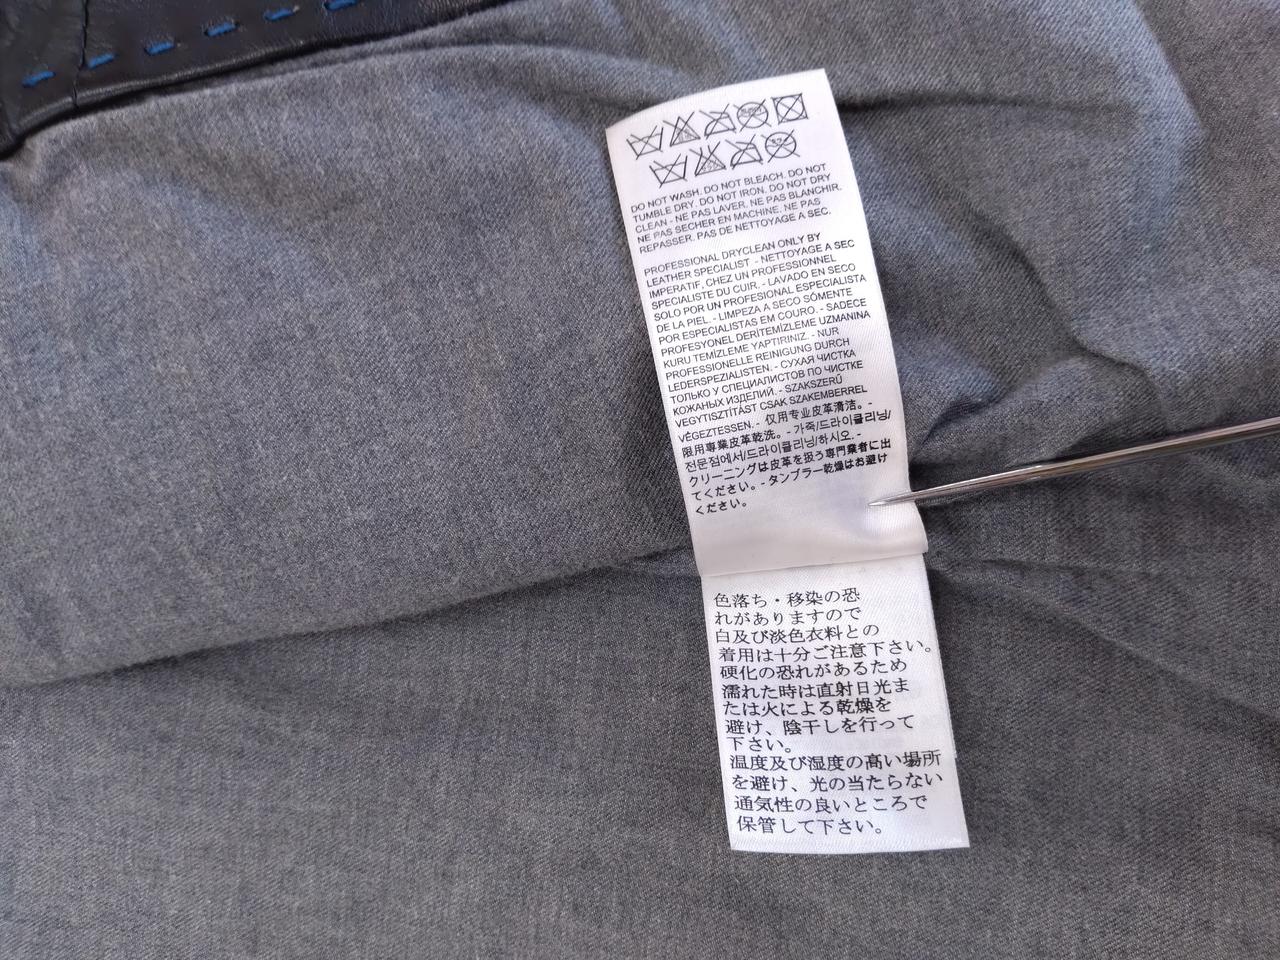 DO NOT WASH. DO NOT BLEACH. DO NOT
TUMBLE DRY. DO NOT IRON. DO NOT DRY
CLEAN - NE PAS LAVER. NE PAS BLANCHIR.
NE PAS SECHER EN MACHINE. NE PAS
REPASSER. PAS DE NETTOYAGE A SEC.
PROFESSIONAL DRYCLEAN ONLY BY
LEATHER SPECIALIST. - NETTOYAGE A SEC
IMPERATIF, CHEZ UN PROFESSIONNEL
SPECIALISTE DU CUIR. - LAVADO EN SECO
SOLO POR UN PROFESIONAL ESPECIALISTA
DE LA PIEL. - LIMPEZA A SECO SÓMENTE
POR ESPECIALISTAS EM COURO. - SADECE
PROFESYONEL DERİTEMİZLEME UZMANINA
KURU TEMİZLEME YAPTIRINIZ. - NUR
PROFESSIONELLE REINIGUNG DURCH
LEDERSPEZIALISTEN. - СУХАЯ ЧИСТКА
ТОЛЬКО У СПЕЦИАЛИСТОВ ПО ЧИСТКЕ
КОЖАНЫХ ИЗДЕЛИЙ. - SZAKSZERŰ
VEGYTISZTÍTÁST CSAK SZAKEMBERREL
VÉGEZTESSEN. - 仅用专业皮革清洁。-
限用專業皮革乾洗。- 가죽/드라이클리닝/
전문점에서/드라이클리닝/하시오. -
クリーニングは皮革を扱う専門業者に出
てください。- タンブラー乾燥はお避け
ください。
色落ち・移染の恐
れがありますので
白及び淡色衣料との
着用は十分ご注意下さい。
硬化の恐れがあるため
濡れた時は直射日光ま
たは火による乾燥を
避け、陰干しを行って
下さい。
温度及び湿度の高い場所
を避け、光の当たらない
通気性の良いところで
保管して下さい。